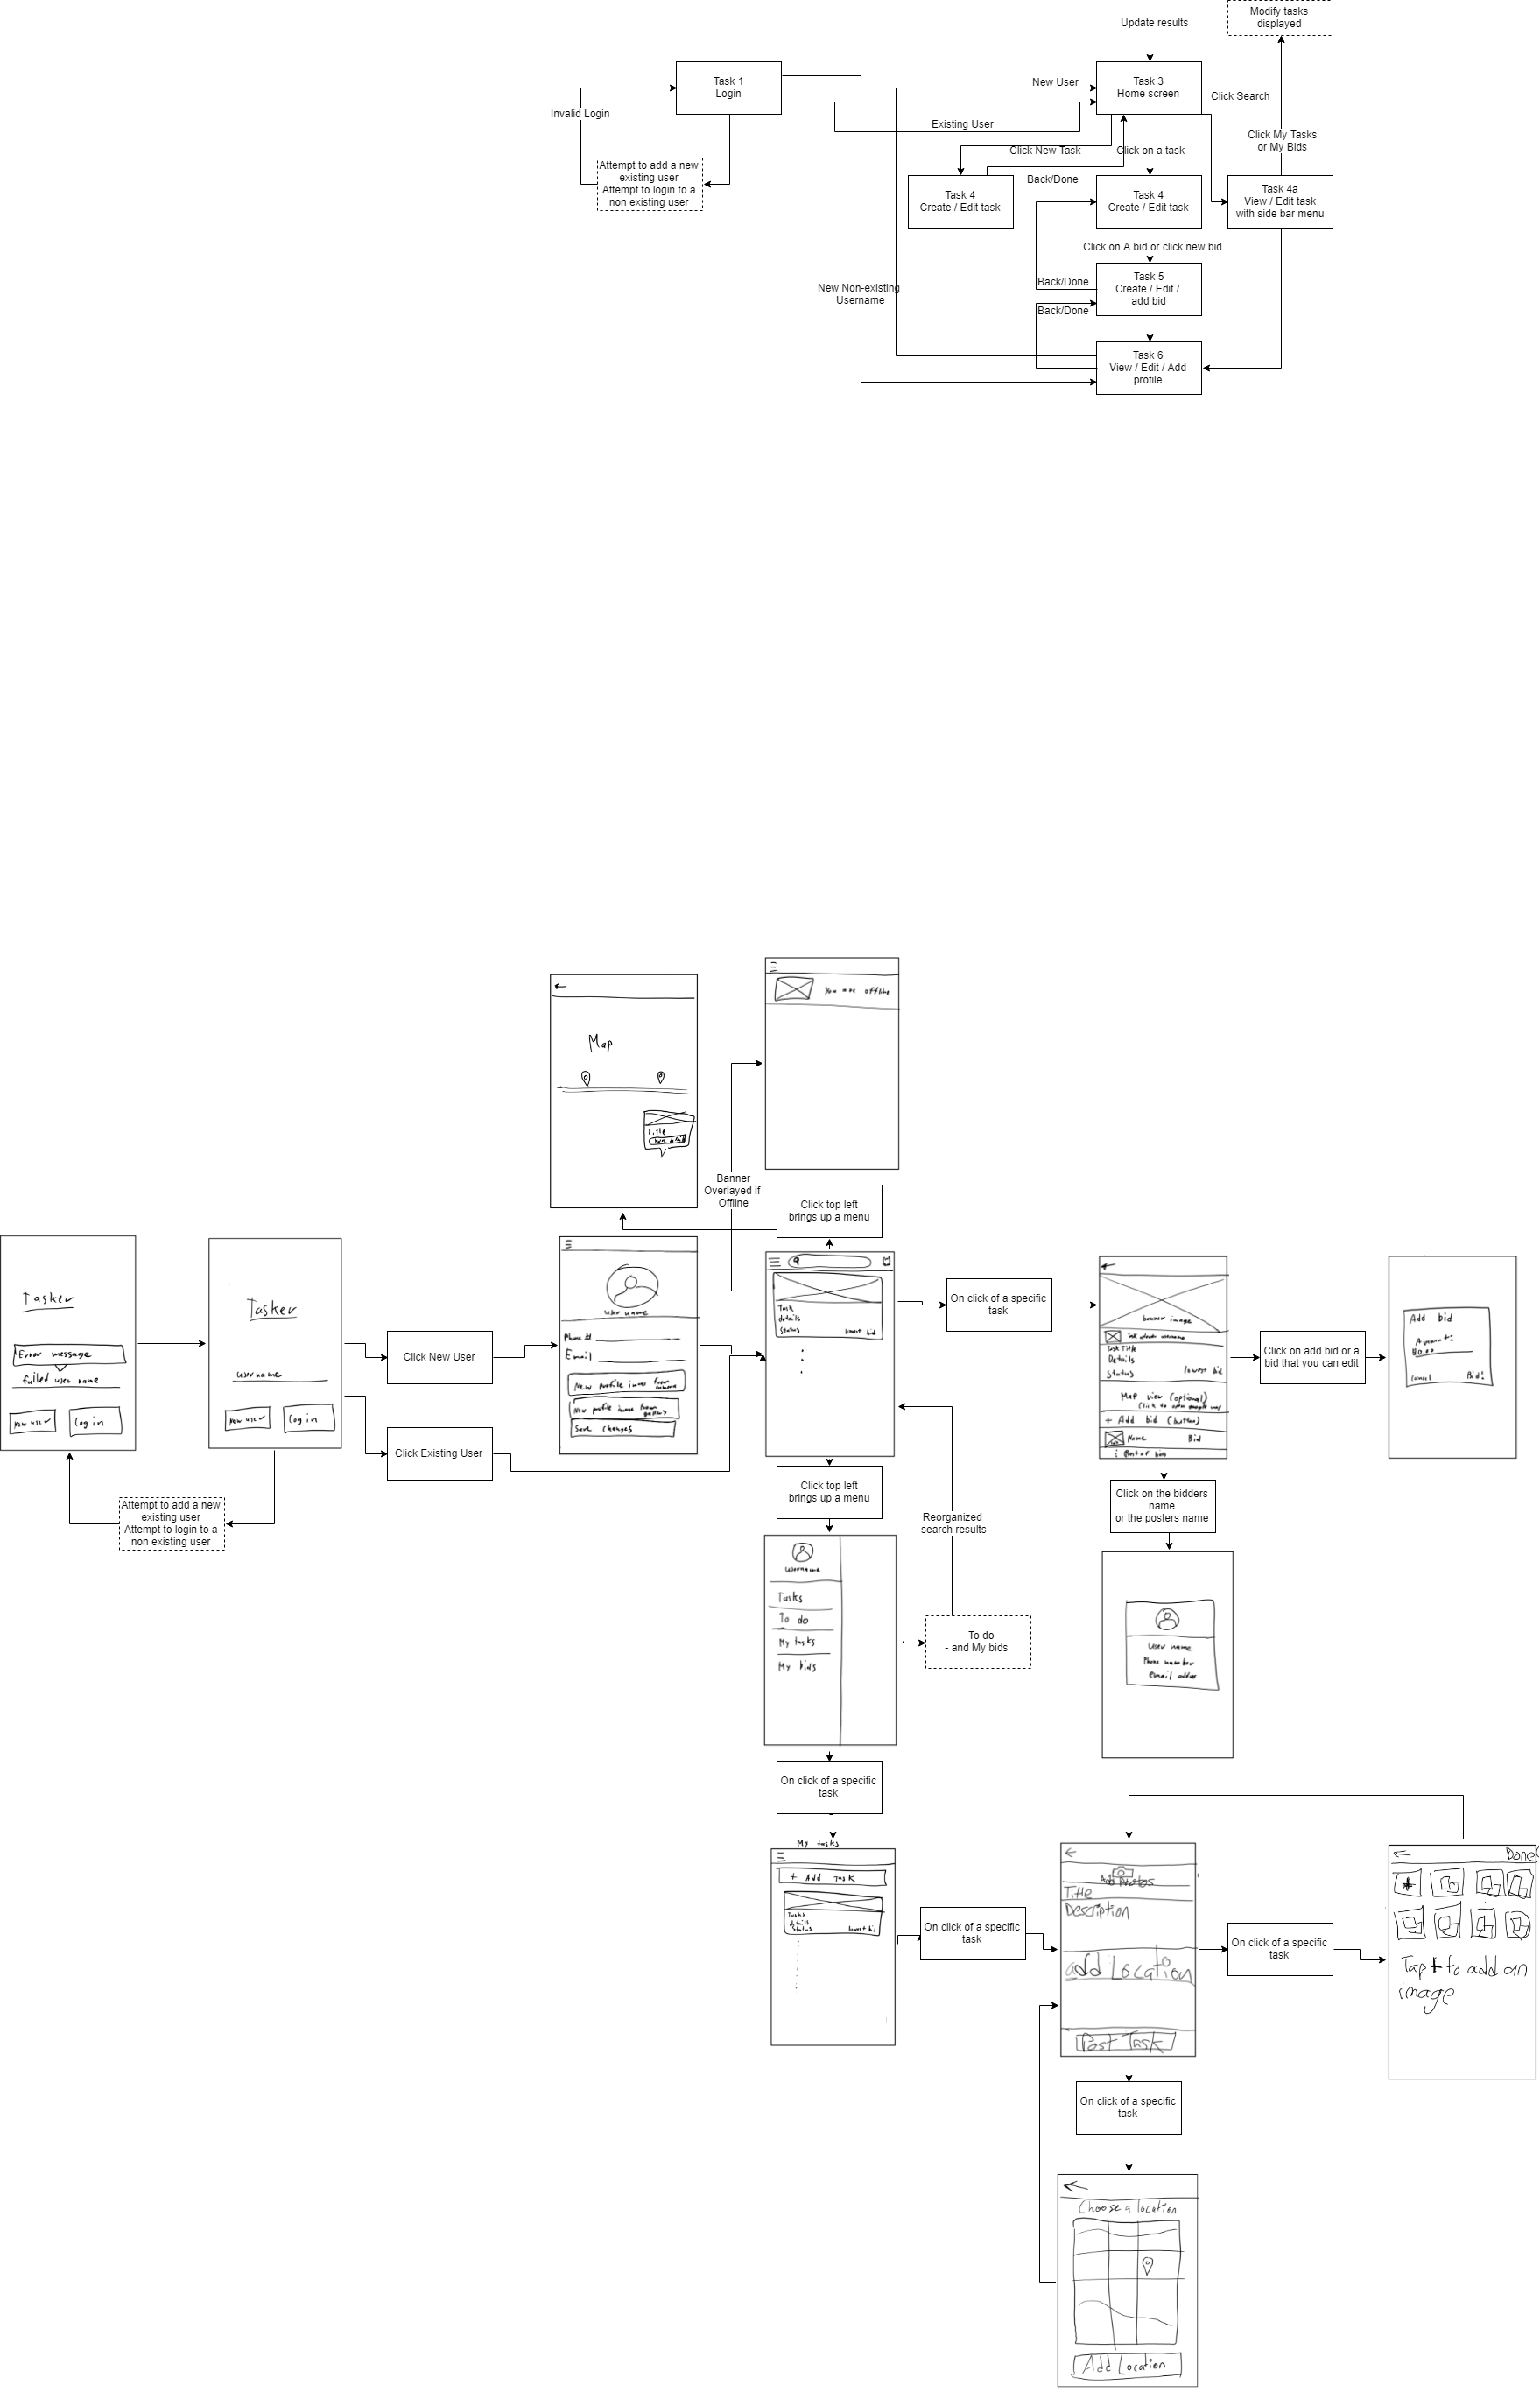 Modify tasks
displayed
Update results
Task 1
Login
New User
Task 3
Home screen
Click Search
Invalid Login
Existing User
Click My Tasks
or My Bids
Click New Task
Click on a task
Attempt to add a new
existing user
Attempt to login to a
non existing user
Back/Done
Task 4
Create / Edit task
Task 4
Create / Edit task
Task 4a
View / Edit task
with side bar menu
Click on A bid or click new bid
New Non-existing
Username
Back/Done
Task 5
Create / Edit /
add bid
Back/Done
Task 6
View / Edit / Add
profile
You are offline
Map
Title
Banner
Overlayed if
Offline
Click top left
brings up a menu
Tasker
Error message
filled user name
New user
Log in
Tasker
username
New user
Log in
Attempt to add a new
existing user
Attempt to login to a
non existing user
Click New User
Click Existing User
User name
Phone #
Email
New profile image from camera
New profile image from
Save changes
Task
details
Status
lowest bid
On click of a specific
task
banner image
Task Title
Details
Status
lowest bid
Map view (optional)
+ Add bid (button)
Name
Bid
Click on add bid or a
bid that you can edit
Add bid
Amount:
Cancel
Bid!
Click on the bidders
name
or the posters name
User name
Phone number
Email
Click top left
brings up a menu
Username
Tasks
To do
My tasks
My bids
Reorganized
search results
- To do
- and My bids
On click of a specific
task
My tasks
+ Add Task
Tasks
details
status
lowest bid
On click of a specific
task
Add Photos
Title
Description
add Location
Post Task
On click of a specific
task
Done
Tap + to add an
image
On click of a specific
task
Choose a location
Add Location